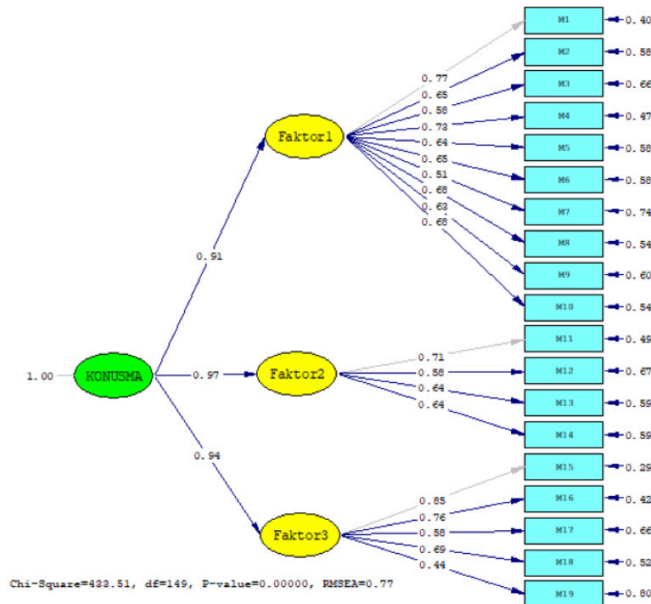 M1 0.40
M2 0.58
M3 0.66
M4 0.47
M5 0.58
M6 0.58
M7 0.74
M8 0.54
M9 0.60
M10 0.54
0.77
0.65
0.58
0.73
0.64
0.65
0.51
0.68
0.63
0.68
Faktor1
0.91
M11 0.49
M12 0.67
M13 0.59
M14 0.59
0.71
0.58
0.64
0.64
1.00 KONUSMA 0.97 Faktor2
0.94
M15 0.29
M16 0.42
M17 0.66
M18 0.52
M19 0.80
0.85
0.76
0.58
0.69
0.44
Faktor3
Chi-Square=433.51, df=149, P-value=0.00000, RMSEA=0.77